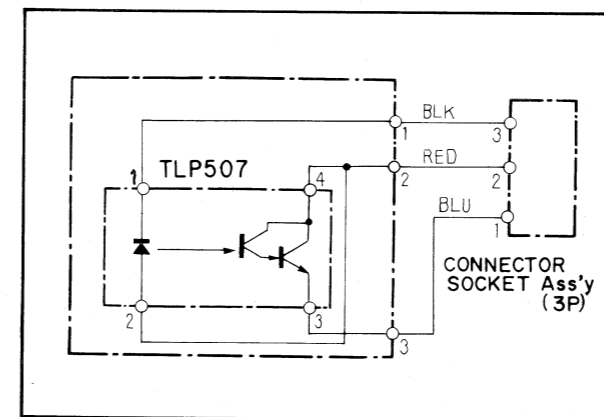 BLK
1
3
RED
TLP507
1
4
2
2
BLU
1
CONNECTOR
SOCKET Ass'y
(3P)
2
3
3